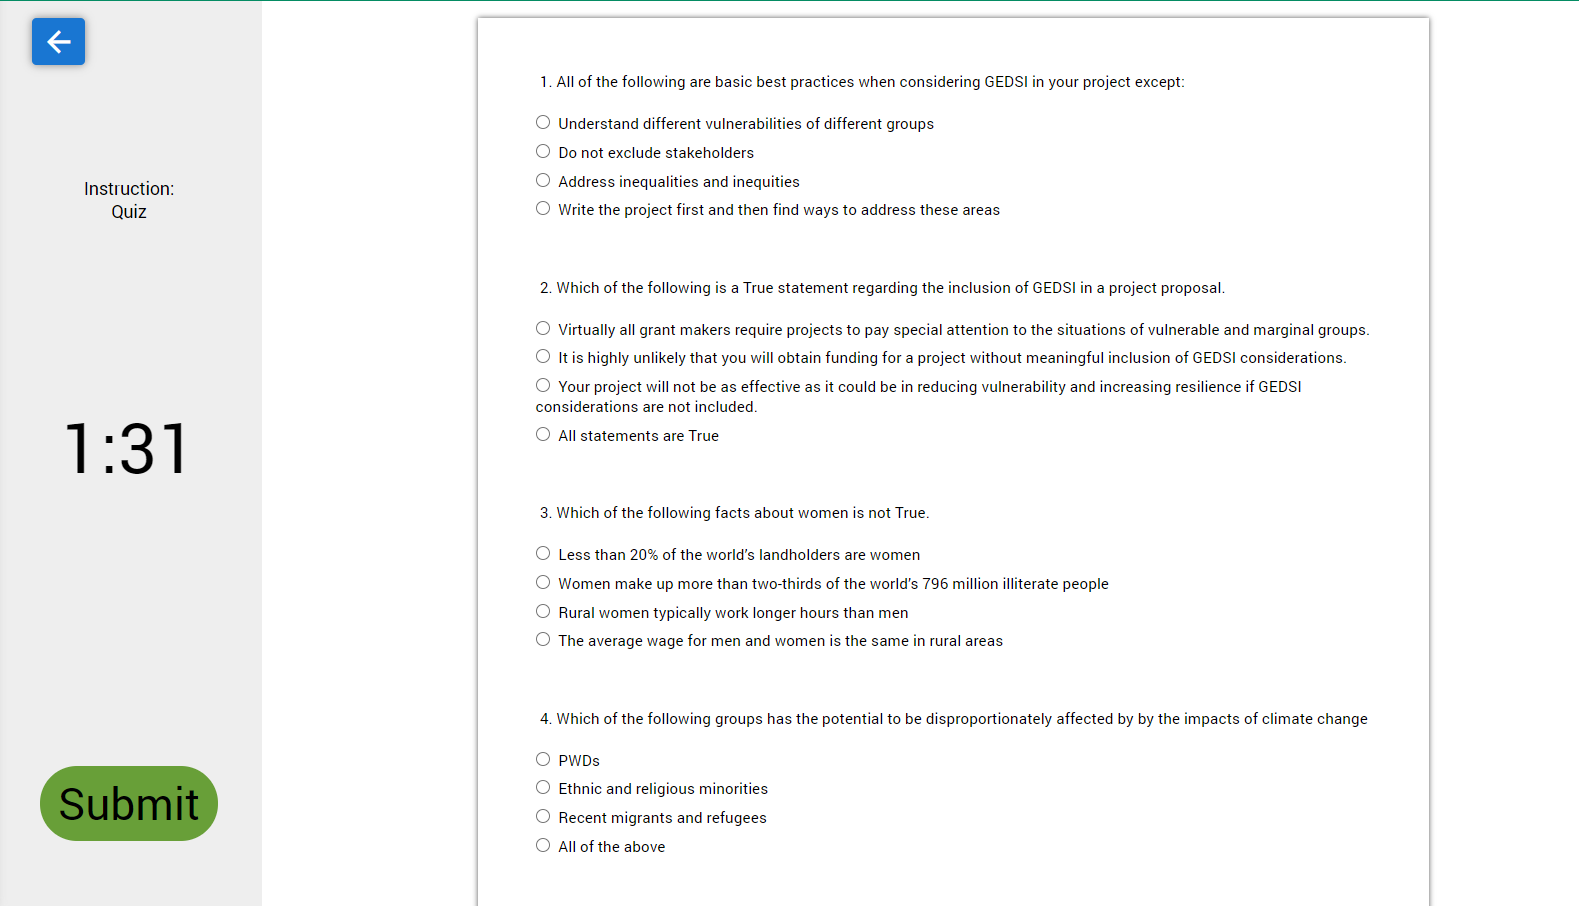 Instruction:
Quiz
1:31
Submit
1. All of the following are basic best practices when considering GEDSI in your project except:
Understand different vulnerabilities of different groups
Do not exclude stakeholders
Address inequalities and inequities
Write the project first and then find ways to address these areas
2. Which of the following is a True statement regarding the inclusion of GEDSI in a project proposal.
Virtually all grant makers require projects to pay special attention to the situations of vulnerable and marginal groups.
It is highly unlikely that you will obtain funding for a project without meaningful inclusion of GEDSI considerations.
Your project will not be as effective as it could be in reducing vulnerability and increasing resilience if GEDSI
considerations are not included.
All statements are True
3. Which of the following facts about women is not True.
Less than 20% of the world’s landholders are women
Women make up more than two-thirds of the world's 796 million illiterate people
Rural women typically work longer hours than men
The average wage for men and women is the same in rural areas
4. Which of the following groups has the potential to be disproportionately affected by by the impacts of climate change
PWDs
Ethnic and religious minorities
Recent migrants and refugees
All of the above